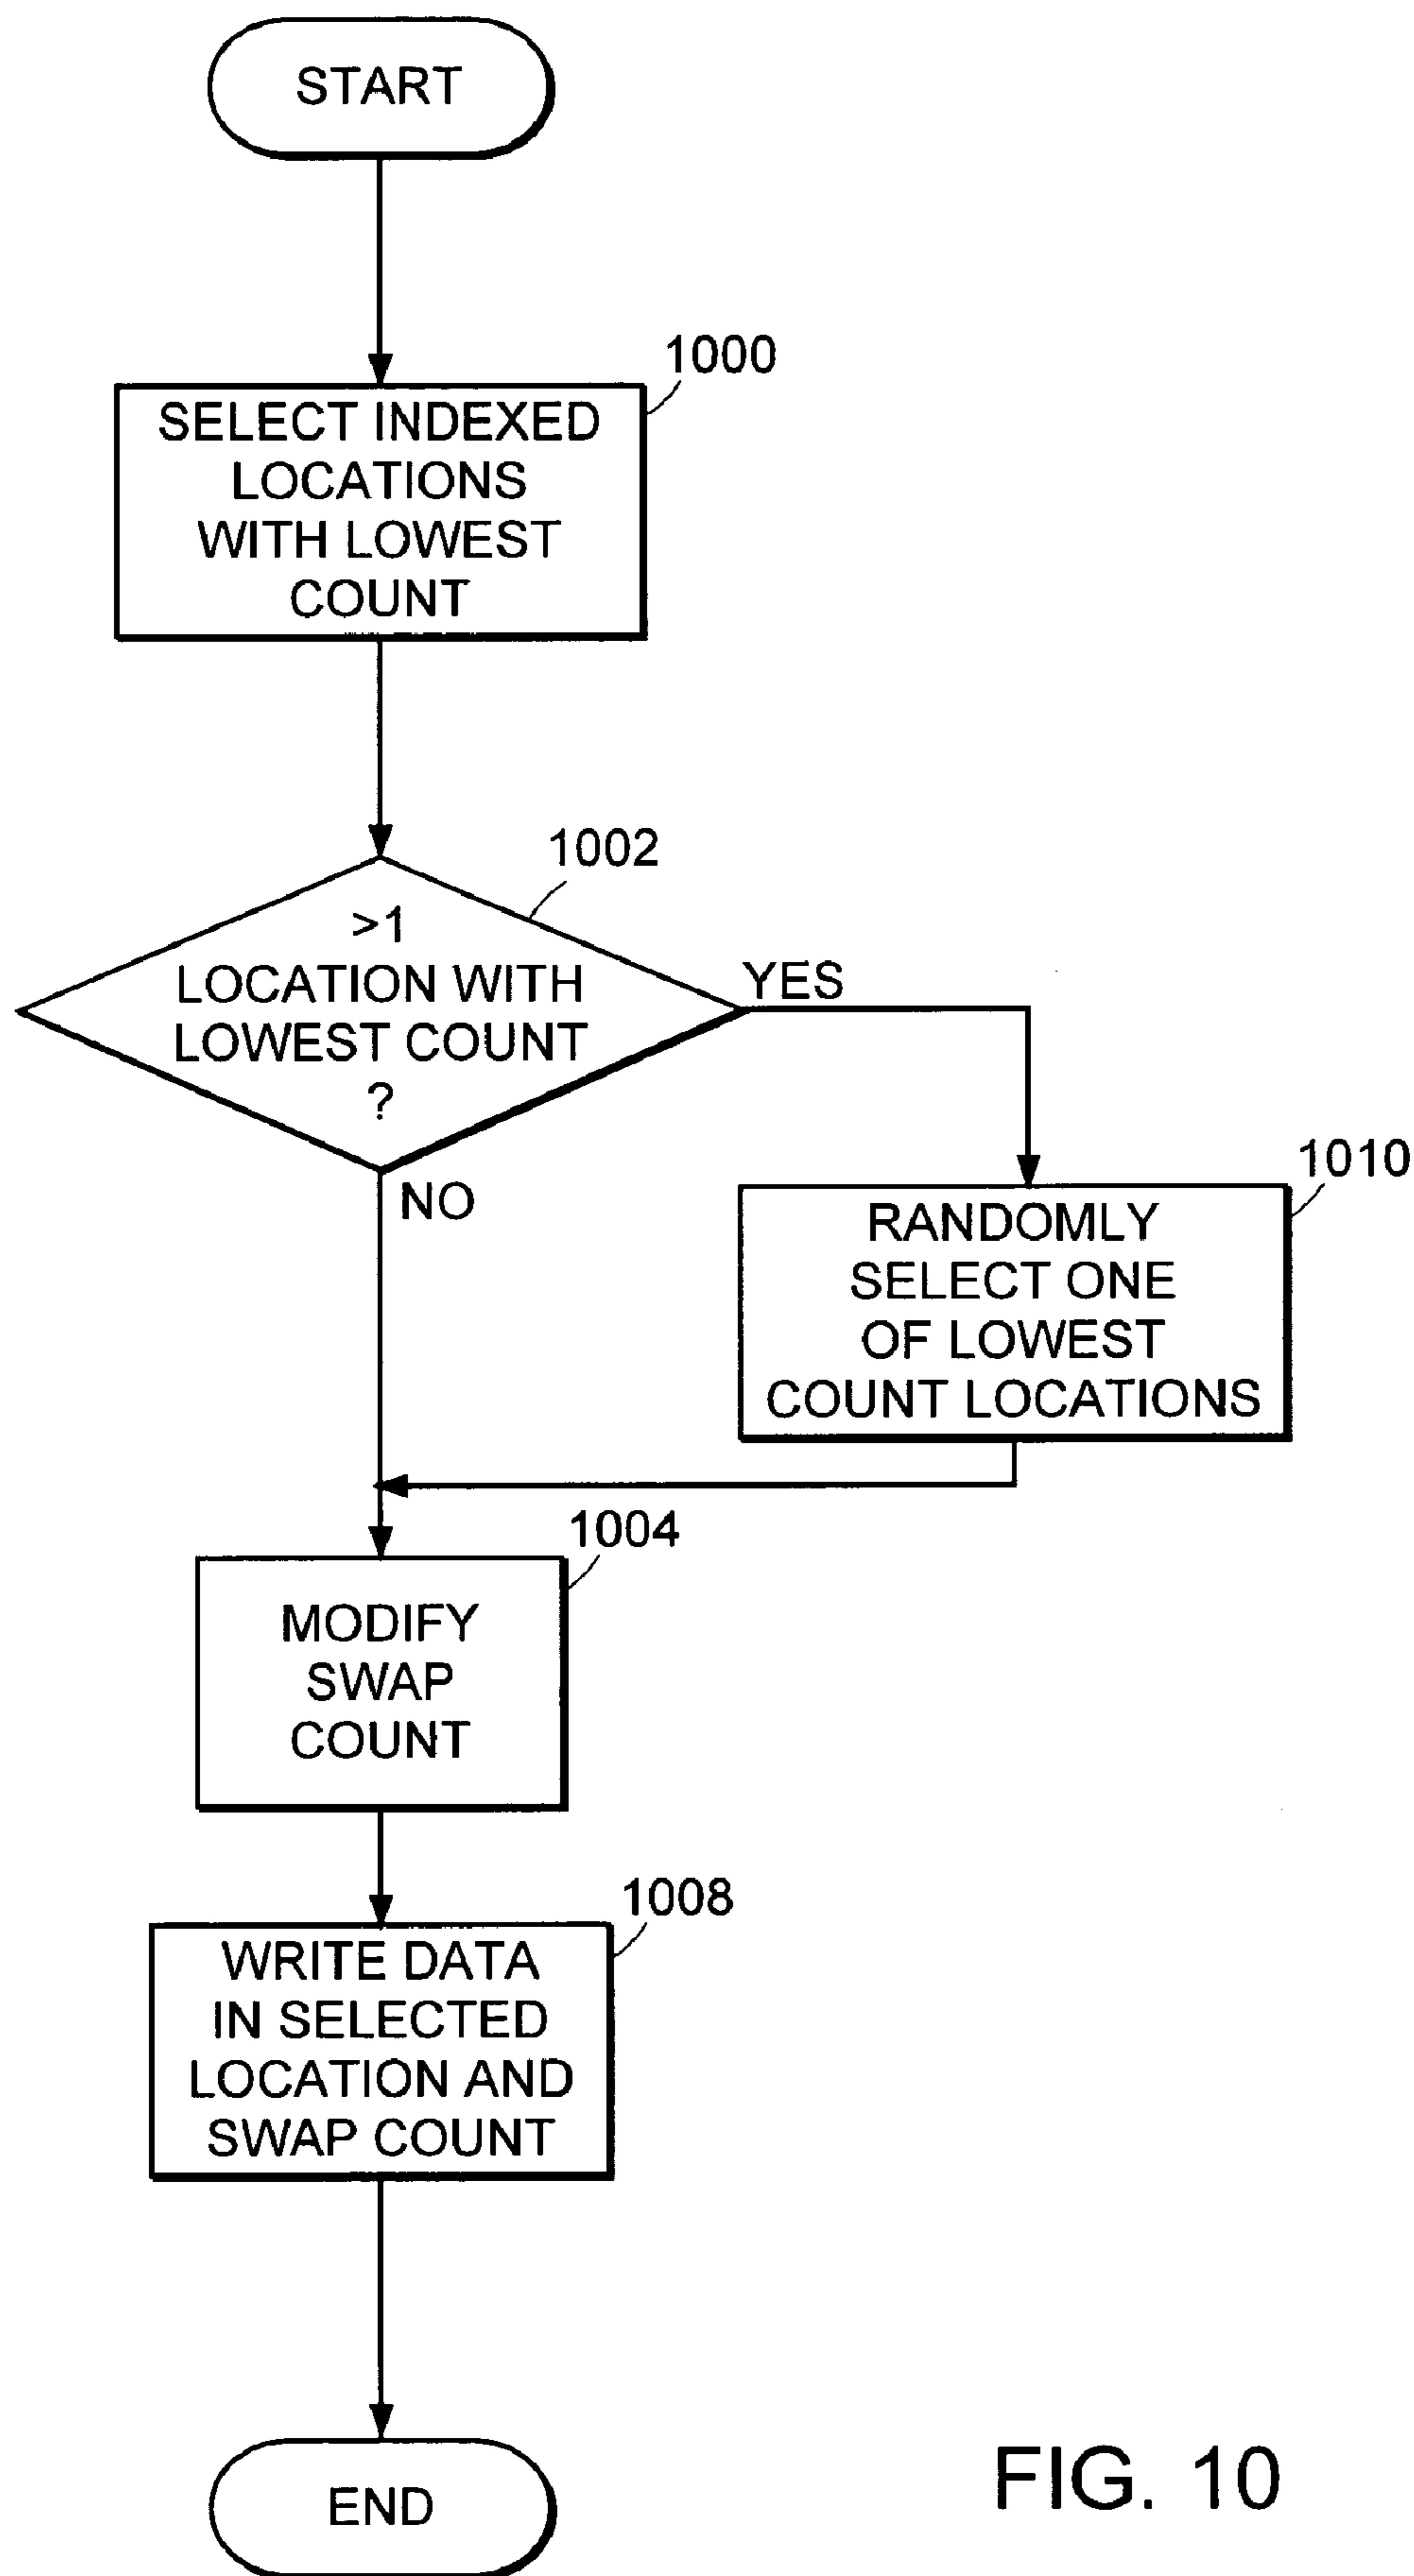 START
1000
SELECT INDEXED
LOCATIONS
WITH LOWEST
COUNT
1002
>1
LOCATION WITH
LOWEST COUNT
?
YES
NO
1010
RANDOMLY
SELECT ONE
OF LOWEST
COUNT LOCATIONS
1004
MODIFY
SWAP
COUNT
1008
WRITE DATA
IN SELECTED
LOCATION AND
SWAP COUNT
END
FIG. 10